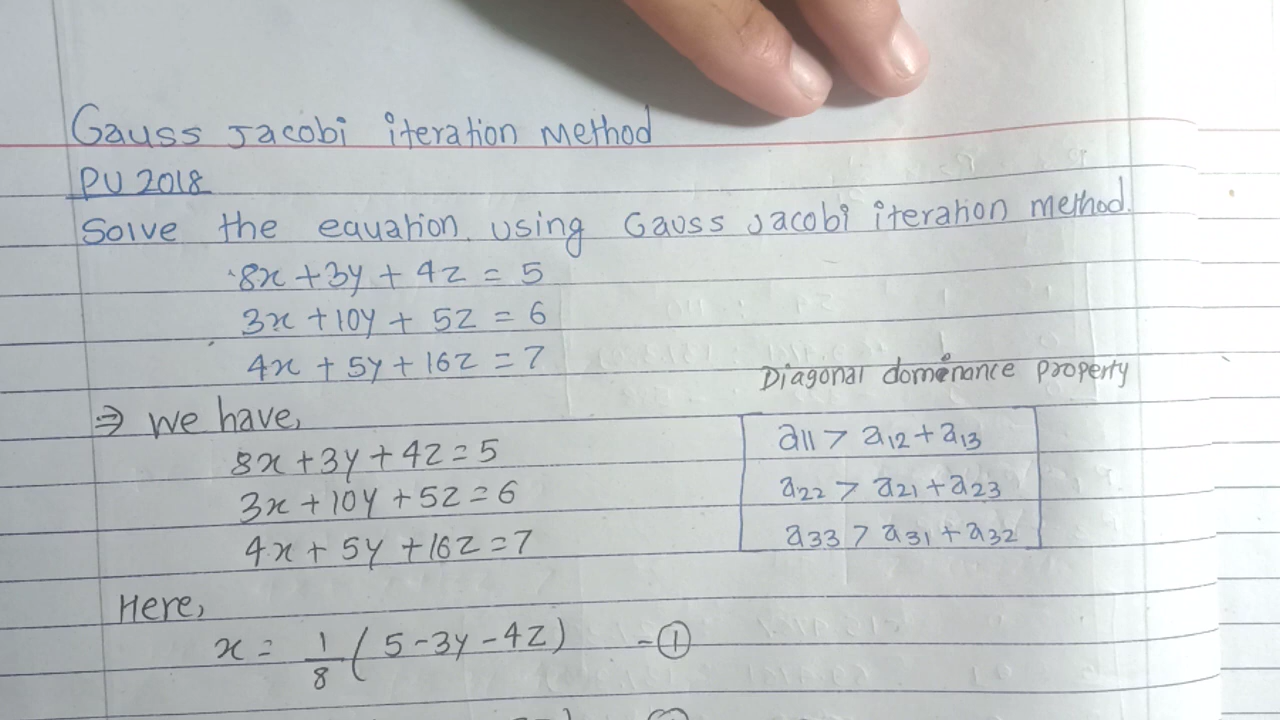 Gauss Jacobi iteration method
PU 2018
Solve the equation using Gauss Jacobi iteration method.
8x + 3y + 4z = 5
3x + 10y + 5z = 6
4x + 5y + 16z = 7
Diagonal dominance property
⇒ We have,
8x + 3y + 4z = 5
3x + 10y + 5z = 6
4x + 5y + 16z = 7
a11 > a12 + a13
a22 > a21 + a23
a33 > a31 + a32
Here,
x = 1/8 ( 5 - 3y - 4z) - ①